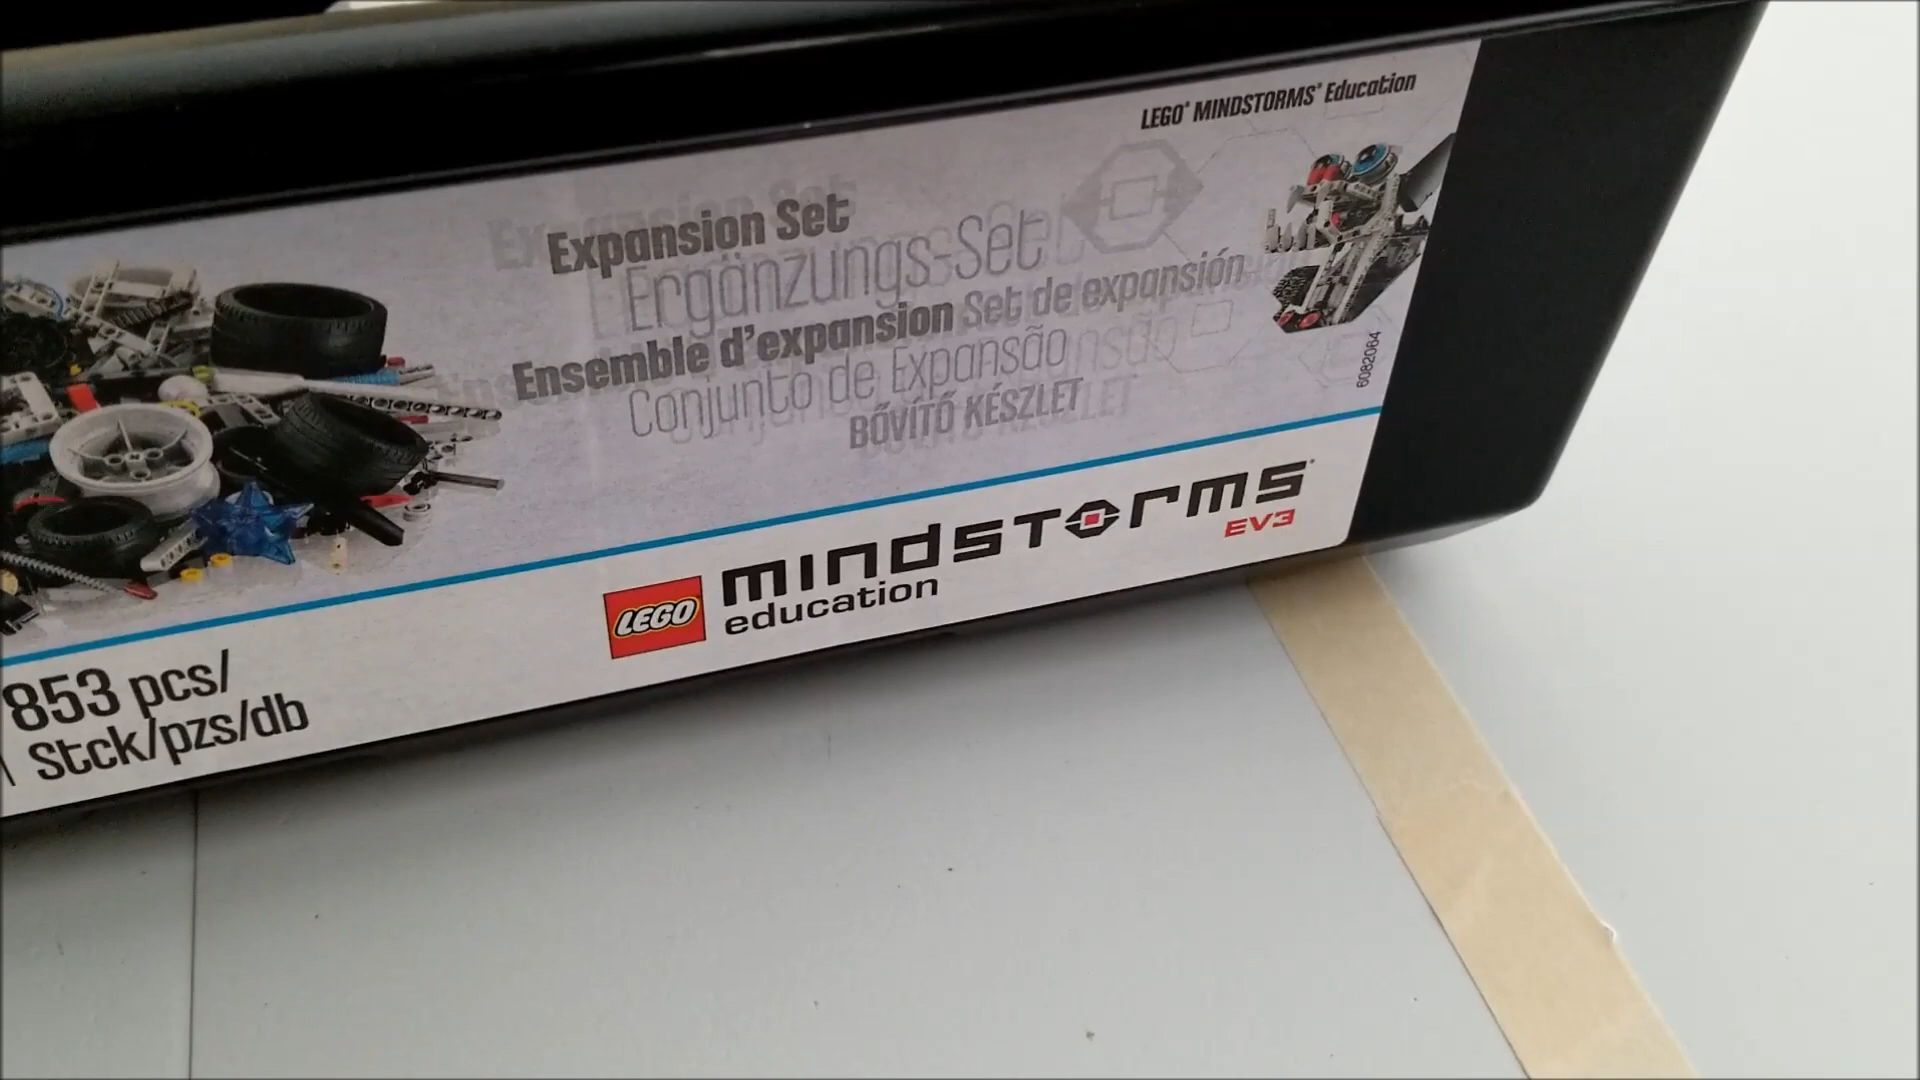 LEGO® MINDSTORMS® Education
Expansion Set
Ergänzungs-Set
Ensemble d'expansion Set de expansión
Conjunto de Expansão
BŐVÍTŐ KÉSZLET
6082064
LEGO mindstorms
EV3
education
853 pcs/
Stck/pzs/db